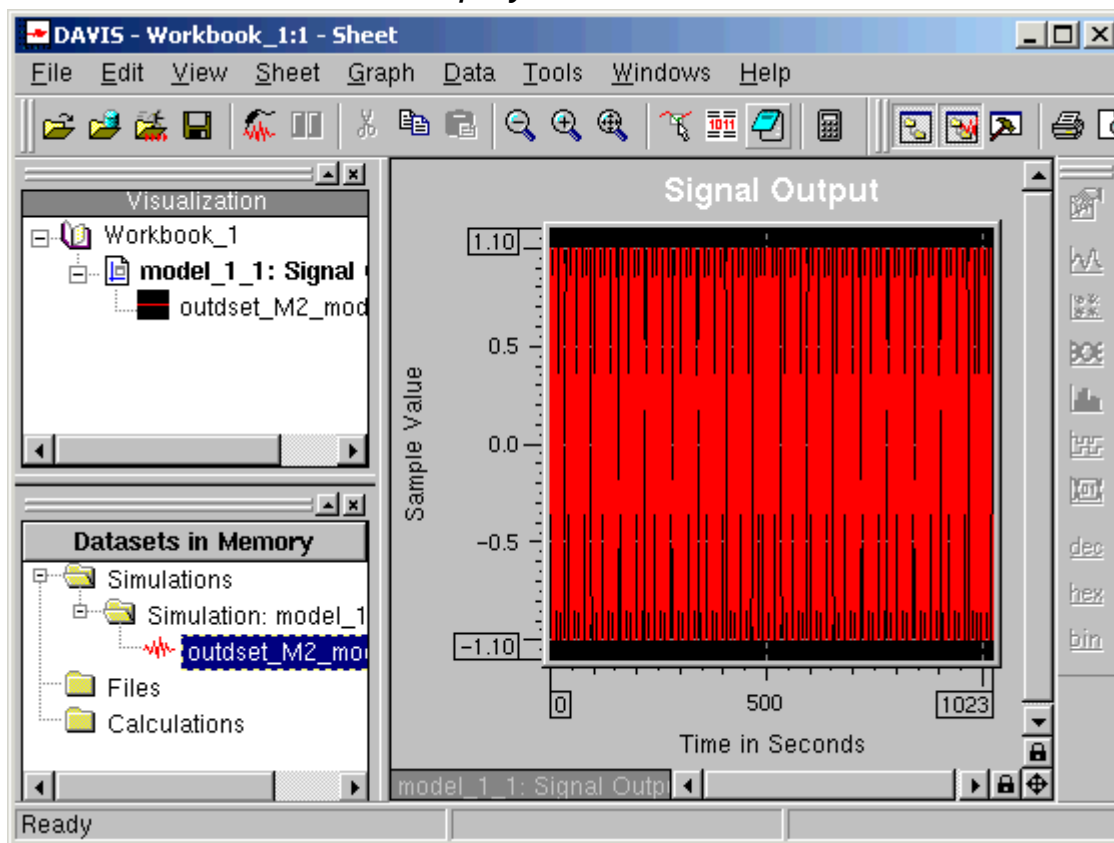 DAVIS - Workbook_1:1 - Sheet
File Edit View Sheet Graph Data Tools Windows Help
1011
Visualization
Workbook_1
model_1_1: Signal
outdset_M2_mod
Datasets in Memory
Simulations
Simulation: model_1
outdset_M2_mo
Files
Calculations
Signal Output
1.10
0.5
0.0
-0.5
-1.10
Sample Value
0 500 1023
Time in Seconds
model_1_1: Signal Outp
dec
hex
bin
Ready